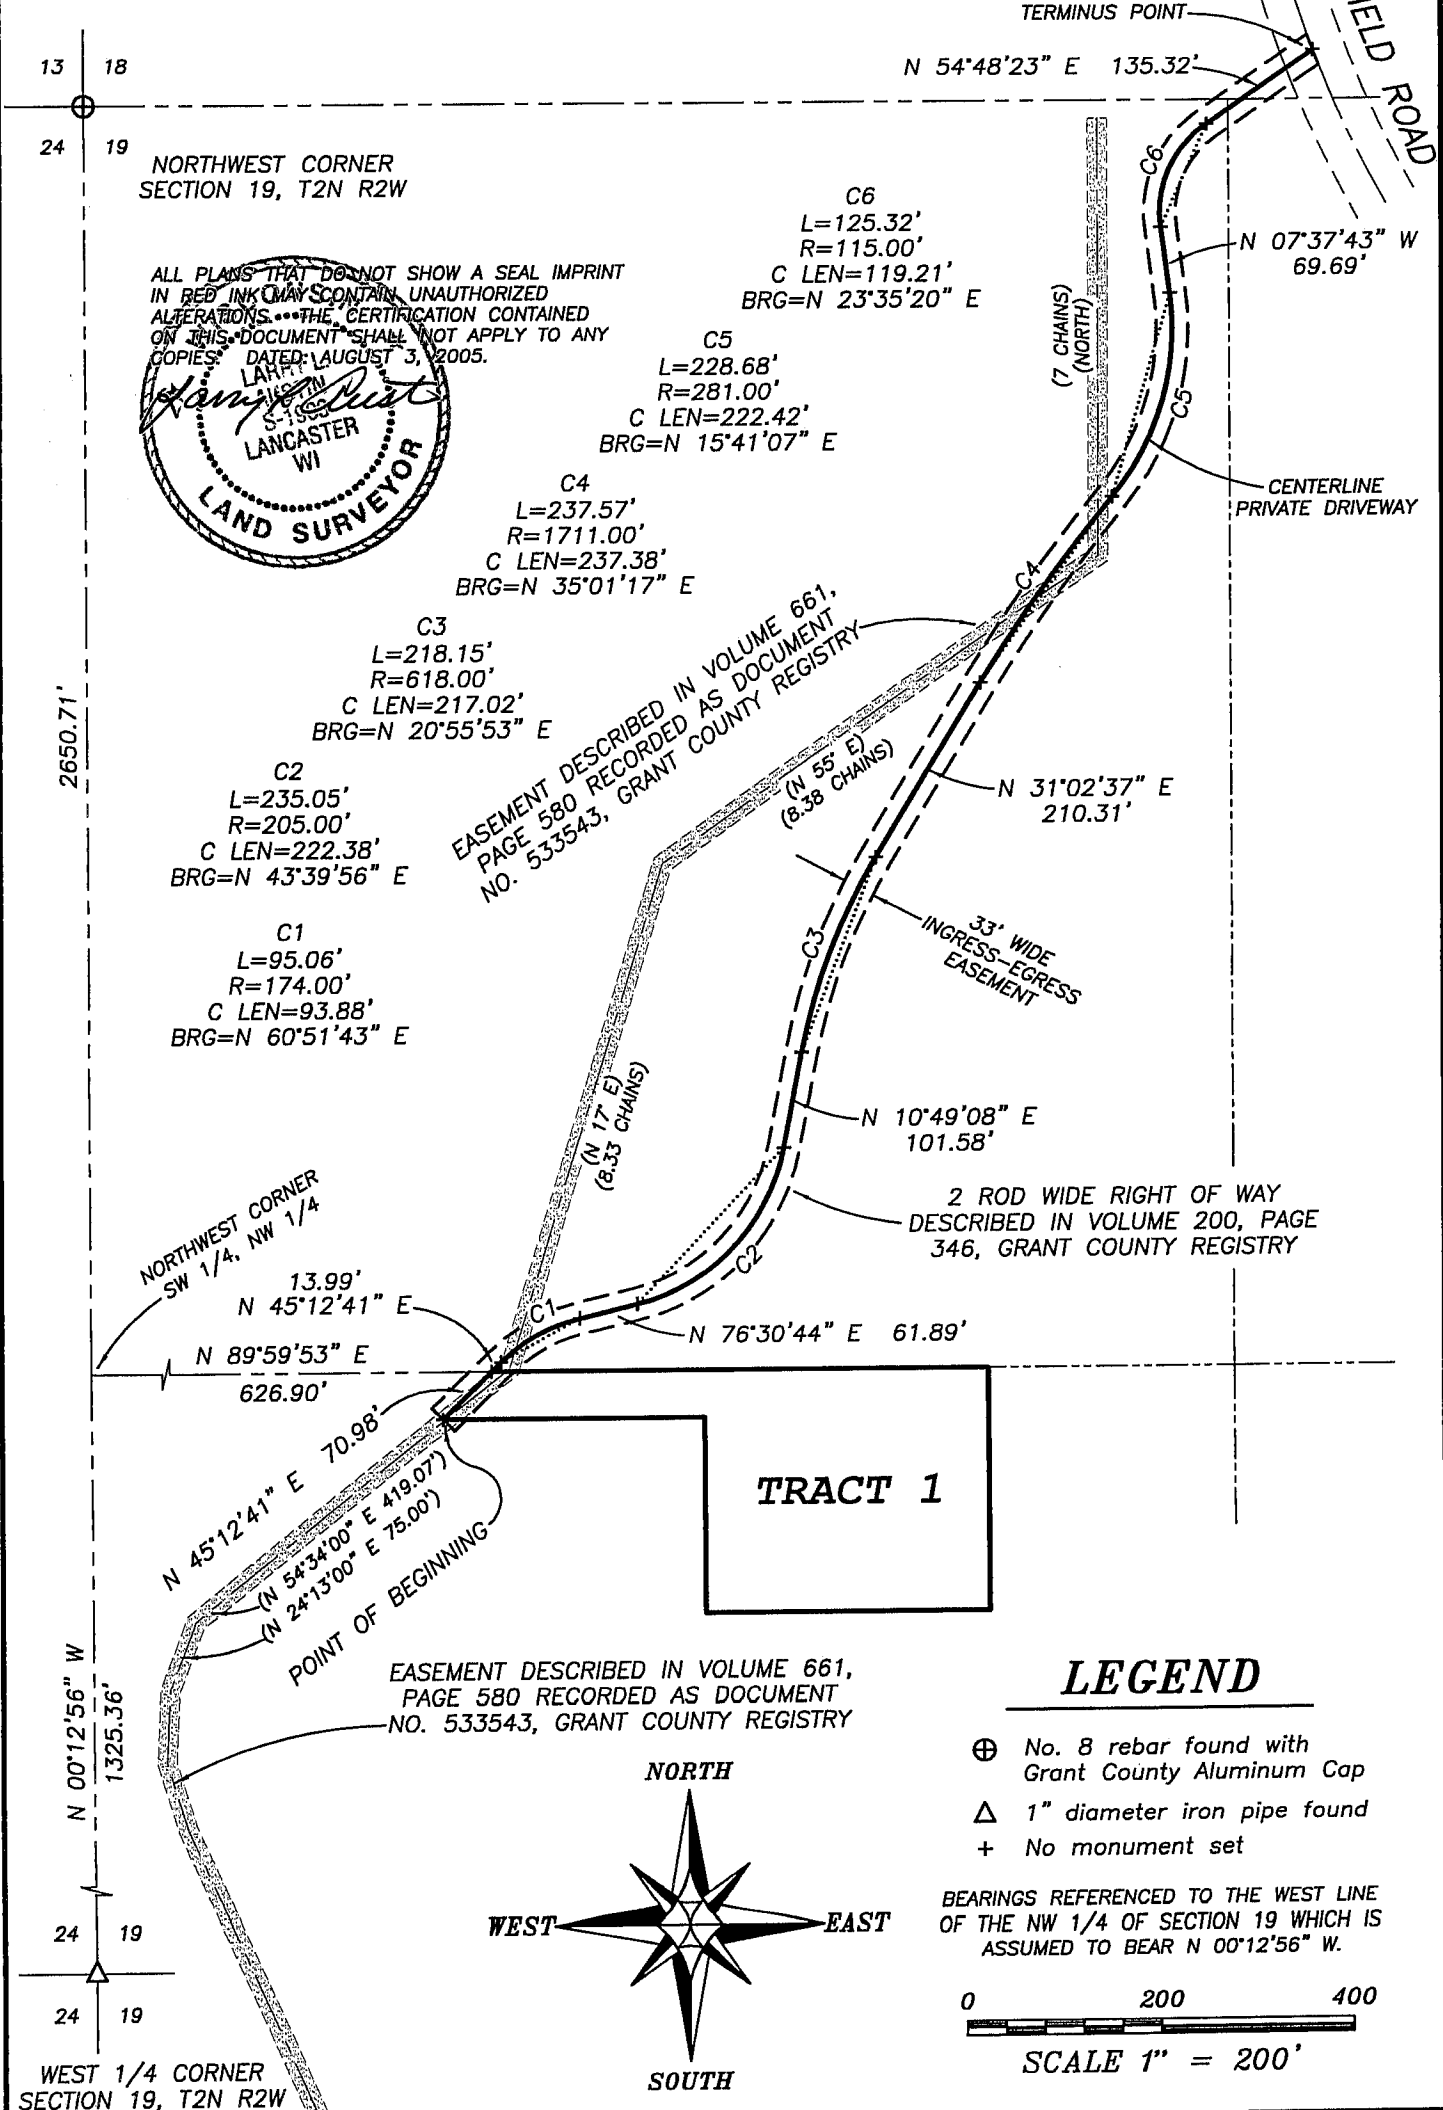 TERMINUS POINT
N 54°48'23" E 135.32'
FIELD ROAD
13 18
24 19
NORTHWEST CORNER
SECTION 19, T2N R2W
ALL PLANS THAT DO NOT SHOW A SEAL IMPRINT
IN RED INK MAY CONTAIN UNAUTHORIZED
ALTERATIONS. THE CERTIFICATION CONTAINED
ON THIS DOCUMENT SHALL NOT APPLY TO ANY
COPIES. DATED: AUGUST 3, 2005.
LARRY L.
LANCASTER
WI
LAND SURVEYOR
C6
L=125.32'
R=115.00'
C LEN=119.21'
BRG=N 23°35'20" E
C5
L=228.68'
R=281.00'
C LEN=222.42'
BRG=N 15°41'07" E
C4
L=237.57'
R=1711.00'
C LEN=237.38'
BRG=N 35°01'17" E
C3
L=218.15'
R=618.00'
C LEN=217.02'
BRG=N 20°55'53" E
C2
L=235.05'
R=205.00'
C LEN=222.38'
BRG=N 43°39'56" E
C1
L=95.06'
R=174.00'
C LEN=93.88'
BRG=N 60°51'43" E
2650.71'
C6
N 07°37'43" W
69.69'
(7 CHAINS)
(NORTH)
C5
CENTERLINE
PRIVATE DRIVEWAY
C4
EASEMENT DESCRIBED IN VOLUME 661,
PAGE 580 RECORDED AS DOCUMENT
NO. 533543, GRANT COUNTY REGISTRY
(N 55° E)
(8.38 CHAINS)
N 31°02'37" E
210.31'
C3
33' WIDE
INGRESS-EGRESS
EASEMENT
(N 17° E)
(8.33 CHAINS)
N 10°49'08" E
101.58'
2 ROD WIDE RIGHT OF WAY
DESCRIBED IN VOLUME 200, PAGE
346, GRANT COUNTY REGISTRY
C2
NORTHWEST CORNER
SW 1/4, NW 1/4
13.99'
N 45°12'41" E
C1
N 76°30'44" E 61.89'
N 89°59'53" E
626.90'
N 45°12'41" E 70.98'
(N 54°34'00" E 419.07')
(N 24°13'00" E 75.00')
POINT OF BEGINNING
TRACT 1
N 00°12'56" W
1325.36'
EASEMENT DESCRIBED IN VOLUME 661,
PAGE 580 RECORDED AS DOCUMENT
NO. 533543, GRANT COUNTY REGISTRY
NORTH
WEST EAST
SOUTH
24 19
24 19
WEST 1/4 CORNER
SECTION 19, T2N R2W
LEGEND
No. 8 rebar found with
Grant County Aluminum Cap
1" diameter iron pipe found
+ No monument set
BEARINGS REFERENCED TO THE WEST LINE
OF THE NW 1/4 OF SECTION 19 WHICH IS
ASSUMED TO BEAR N 00°12'56" W.
0 200 400
SCALE 1" = 200'